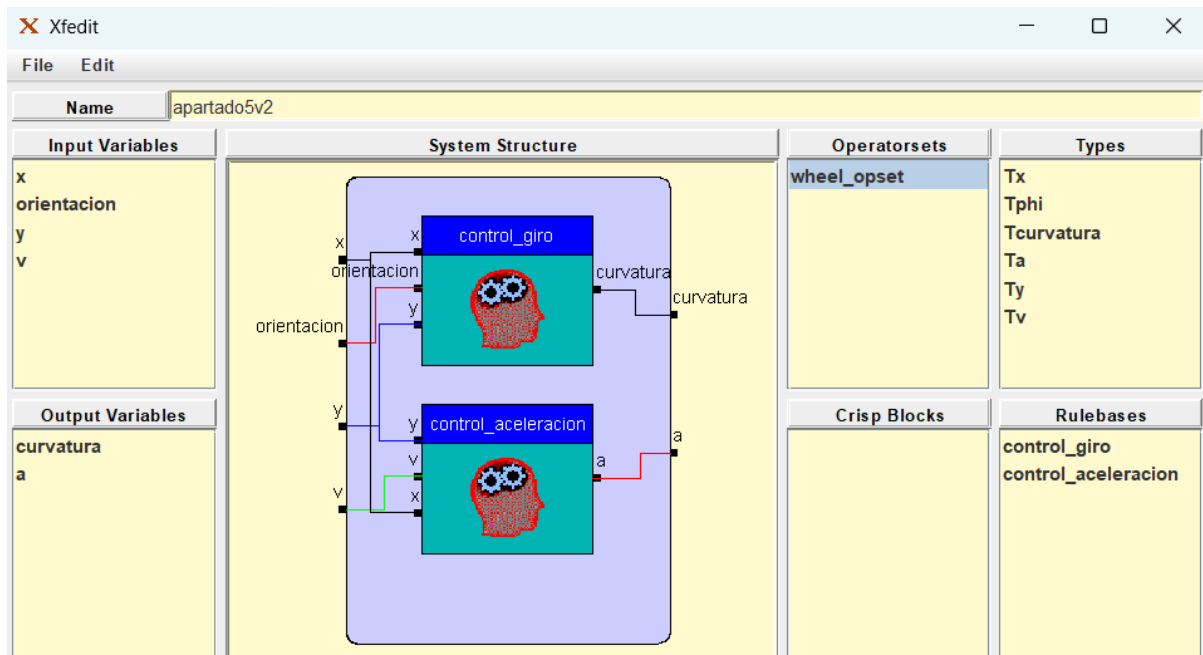 Xfedit
File Edit
Name apartado5v2
Input Variables
x
orientacion
y
v
System Structure
x
orientacion
y
v
control_giro
x
orientacion
y
curvatura
control_aceleracion
y
v
x
a
curvatura
a
Operatorsets
wheel_opset
Types
Tx
Tphi
Tcurvatura
Ta
Ty
Tv
Output Variables
curvatura
a
Crisp Blocks
Rulebases
control_giro
control_aceleracion